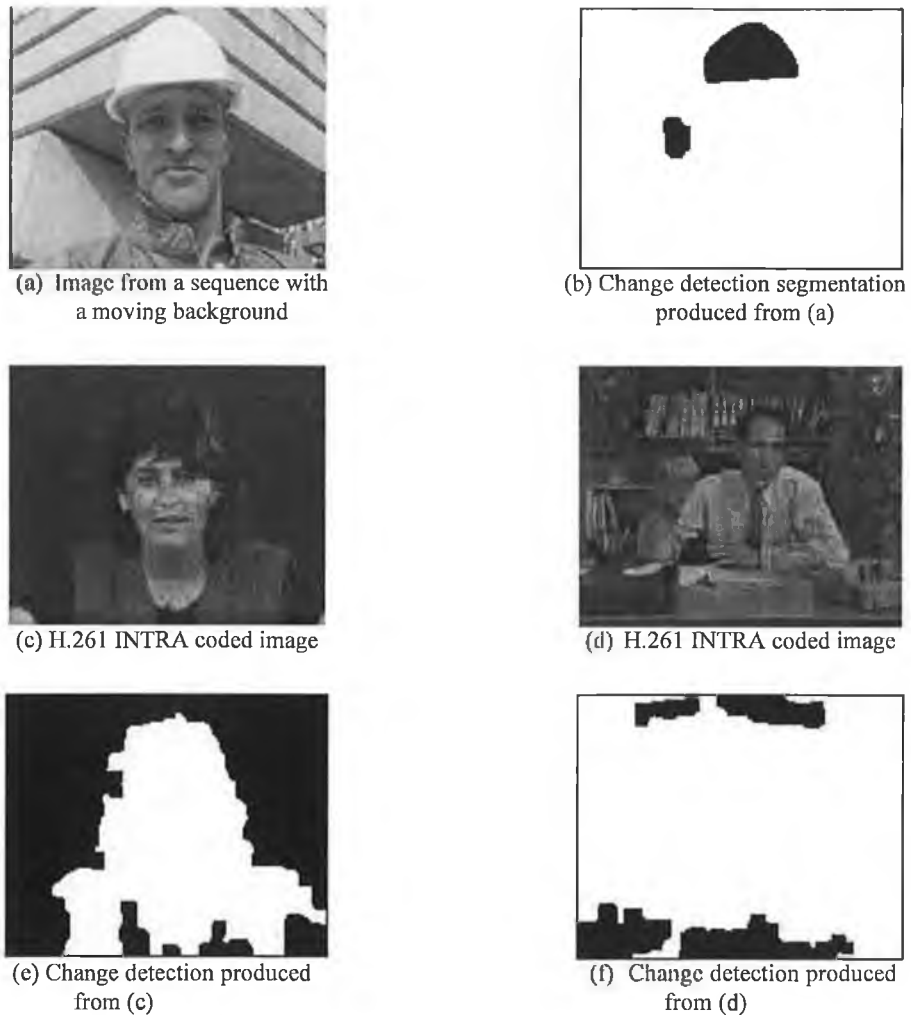 (a) Image from a sequence with
a moving background
(b) Change detection segmentation
produced from (a)
(c) H.261 INTRA coded image
(d) H.261 INTRA coded image
(e) Change detection produced
from (c)
(f) Change detection produced
from (d)